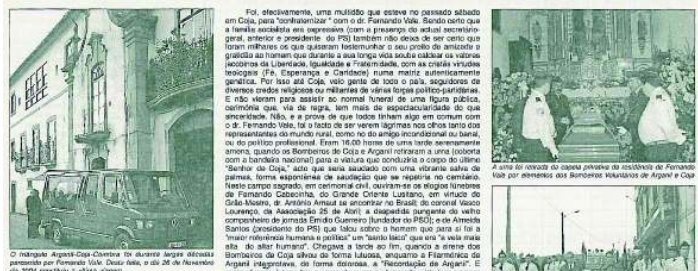 Foi, efectivamente, uma multidão que esteve no passado sábado
em Coja, para "confraternizar" com o dr. Fernando Vale. Sendo certo que
a família socialista era expressiva (com a presença do actual secretário-
geral, anterior e presidente do PS) também não deixa de ser certo que
foram milhares os que quiseram testemunhar o seu preito de amizade e
gratidão ao homem que durante a sua longa vida soube caldear os valores
jacobinos da Liberdade, Igualdade e Fraternidade, com as cristãs virtudes
teologais (Fé, Esperança e Caridade) numa matriz autenticamente
genética. Por isso até Coja, veio gente de todo o país, seguidores de
diversos credos religiosos ou militantes de várias forças político-partidárias.
E não vieram para assistir ao normal funeral de uma figura pública,
cerimónia que, via de regra, tem mais de espectacularidade do que
sinceridade. Não, e a prova de que todos tinham algo em comum com
o dr. Fernando Vale, foi o facto de se verem lágrimas nos olhos tanto dos
representantes do mundo rural, como no do amigo incondicional ou banal,
ou do político profissional. Eram 16.00 horas de uma tarde serenamente
amena, quando os Bombeiros de Coja e Arganil retiraram a urna (coberta
com a bandeira nacional) para a viatura que conduziria o corpo do último
"Senhor de Coja," acto que seria saudado com uma vibrante salva de
palmas, forma espontânea de saudação que se repetiria no cemitério.
Neste campo sagrado, em cerimonial civil, ouviram-se os elogios fúnebres
de Fernando Cabecinha, do Grande Oriente Lusitano, em virtude do
Grão-Mestre, dr. António Arnaut se encontrar no Brasil; do coronel Vasco
Lourenço, da Associação 25 de Abril; a despedida pungente do velho
companheiro de jornada Emídio Guerreiro (fundador do PSD); e de Almeida
Santos (presidente do PS) que falou sobre o homem que para si foi a
"maior referência humana e política" um "santo laico" que era "a vela mais
alta do altar humano". Chegava a tarde ao fim, quando a sirene dos
Bombeiros de Coja silvou de forma lutuosa, enquanto a Filarmónica de
Arganil interpretava, de forma dolorosa, a "Recordação de Arganil". E
O triângulo Arganil-Coja-Coimbra foi durante largas décadas
percorrido por Fernando Vale. Desta feita, o dia 26 de Novembro
de 2004 constituiu a última viagem
A urna foi retirada da capela privativa da residência de Fernando
Vale por elementos dos Bombeiros Voluntários de Arganil e Coja